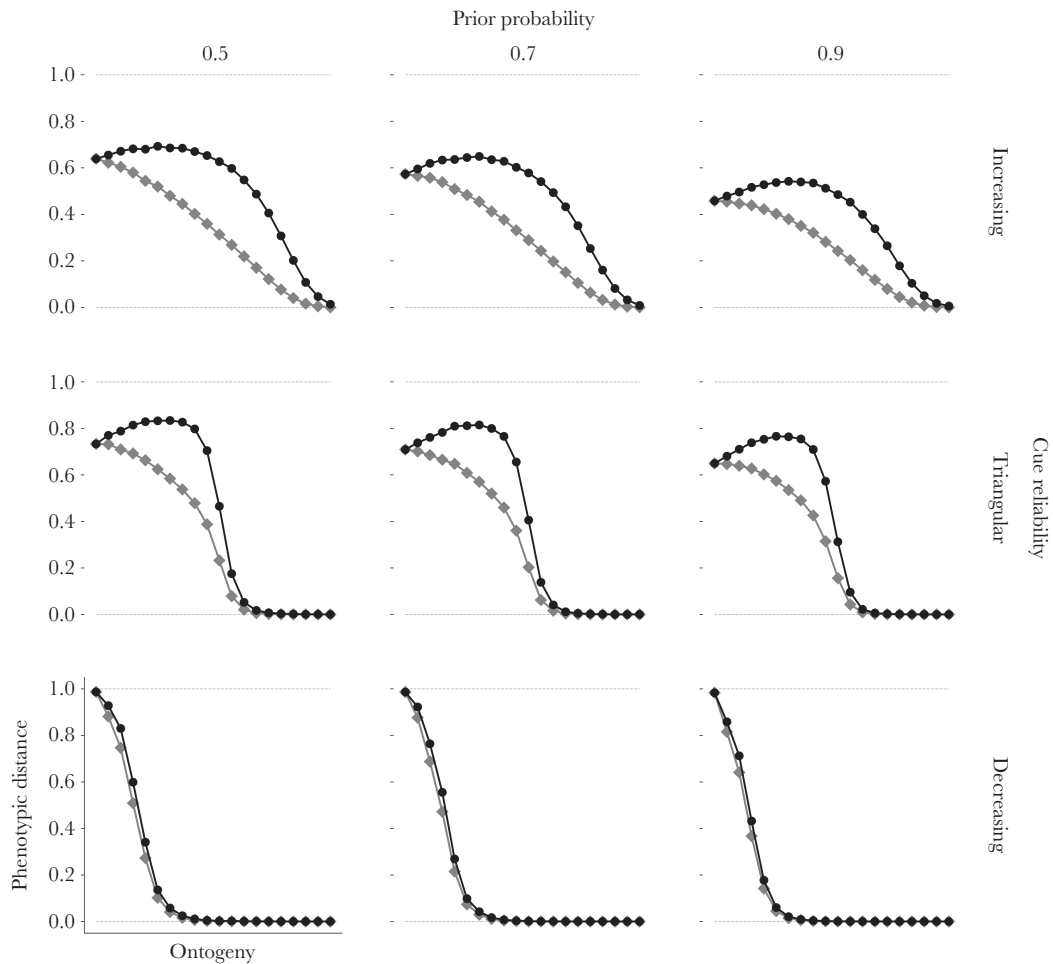 Prior probability
0.5 0.7 0.9
1.0
0.8
0.6
0.4
0.2
0.0
Increasing
1.0
0.8
0.6
0.4
0.2
0.0
Triangular
Cue reliability
1.0
0.8
0.6
0.4
0.2
0.0
Decreasing
Phenotypic distance
Ontogeny